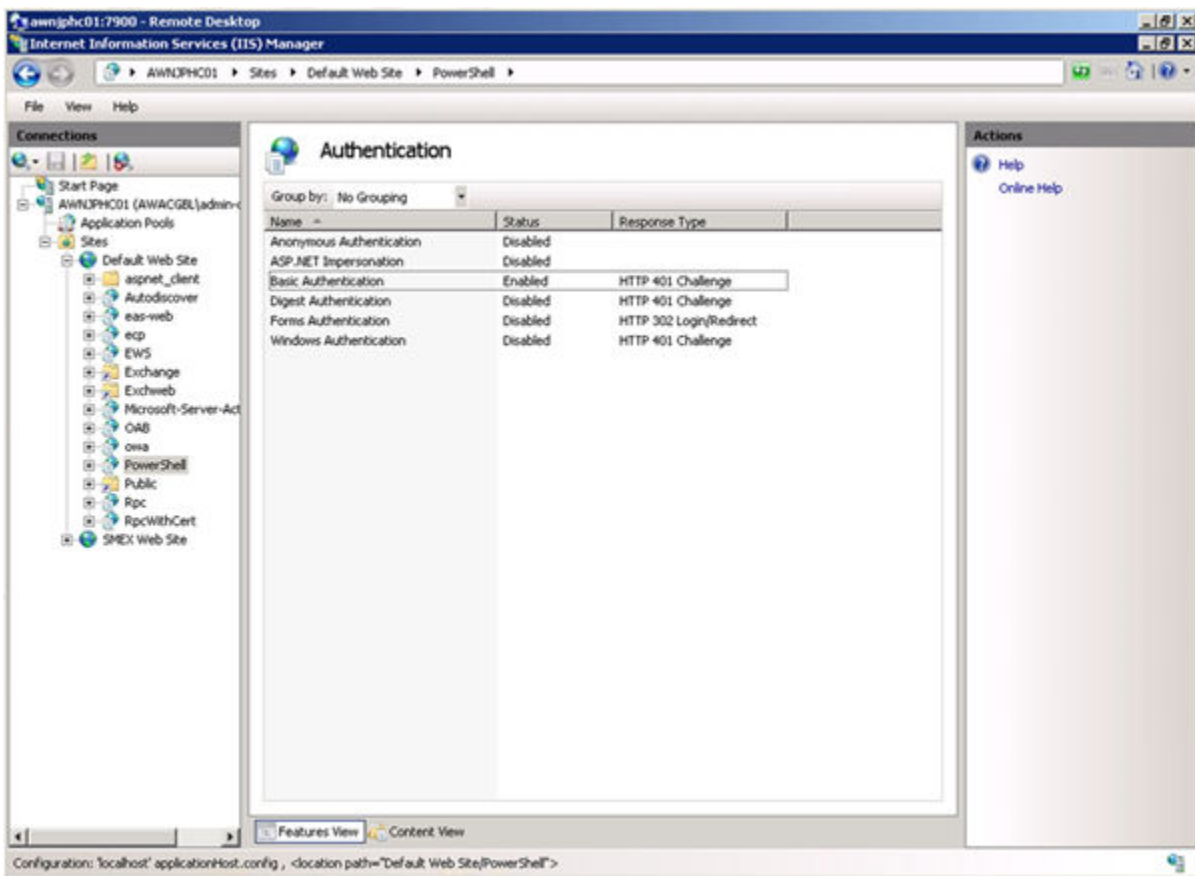 awnjphc01:7900 - Remote Desktop
Internet Information Services (IIS) Manager
AWNJPHC01 Sites Default Web Site PowerShell
File View Help
Connections
Start Page
AWNJPHC01 (AWACGBL\admin-c
Application Pools
Sites
Default Web Site
aspnet_client
Autodiscover
eas-web
ecp
EWS
Exchange
Exchweb
Microsoft-Server-Act
OAB
owa
PowerShell
Public
Rpc
RpcWithCert
SMEX Web Site
Authentication
Group by: No Grouping
Name Status Response Type
Anonymous Authentication Disabled
ASP.NET Impersonation Disabled
Basic Authentication Enabled HTTP 401 Challenge
Digest Authentication Disabled HTTP 401 Challenge
Forms Authentication Disabled HTTP 302 Login/Redirect
Windows Authentication Disabled HTTP 401 Challenge
Features View Content View
Actions
Help
Online Help
Configuration: 'localhost' applicationHost.config , <location path="Default Web Site/PowerShell">